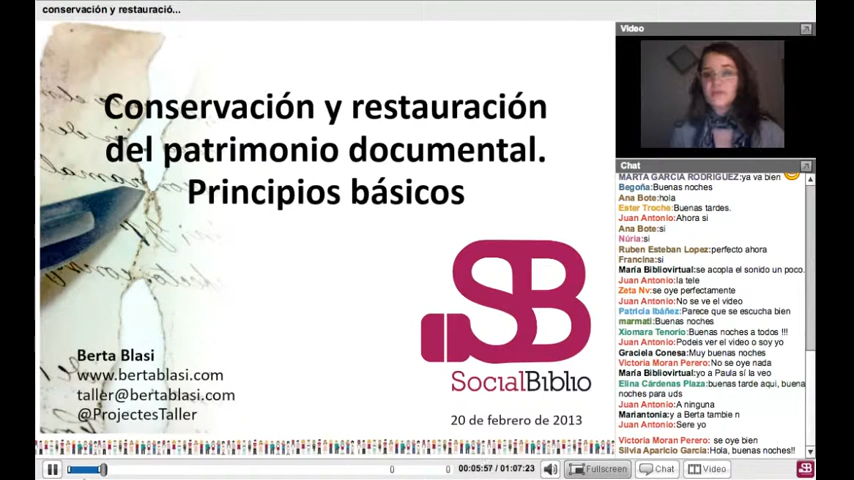 conservación y restauració...
Conservación y restauración
del patrimonio documental.
Principios básicos
SB
SocialBiblio
Berta Blasi
www.bertablasi.com
taller@bertablasi.com
@ProjectesTaller
20 de febrero de 2013
Video
Chat
MARTA GARCIA RODRIGUEZ:ya va bien
Begoña:Buenas noches
Ana Bote:hola
Ester Troche:Buenas tardes.
Juan Antonio:Ahora si
Ana Bote:si
Núria:si
Ruben Esteban Lopez:perfecto ahora
Francina:si
María Bibliovirtual:se acopla el sonido un poco.
Juan Antonio:la tele
Zeta Nv:se oye perfectamente
Juan Antonio:No se ve el video
Patricia Ibáñez:Parece que se escucha bien
marmati:Buenas noches
Xiomara Tenorio:Buenas noches a todos !!!
Juan Antonio:Podeis ver el video o soy yo
Graciela Conesa:Muy buenas noches
Victoria Moran Perero:No se oye nada
María Bibliovirtual:yo a Paula sí la veo
Elina Cárdenas Plaza:buenas tarde aqui, buena
noches para uds
Juan Antonio:A ninguna
Mariantonia:y a Berta tambie n
Juan Antonio:Sere yo
Victoria Moran Perero: se oye bien
Silvia Aparicio García:Hola, buenas noches!!
00:05:57 / 01:07:23
Fullscreen
Chat
Video
SB